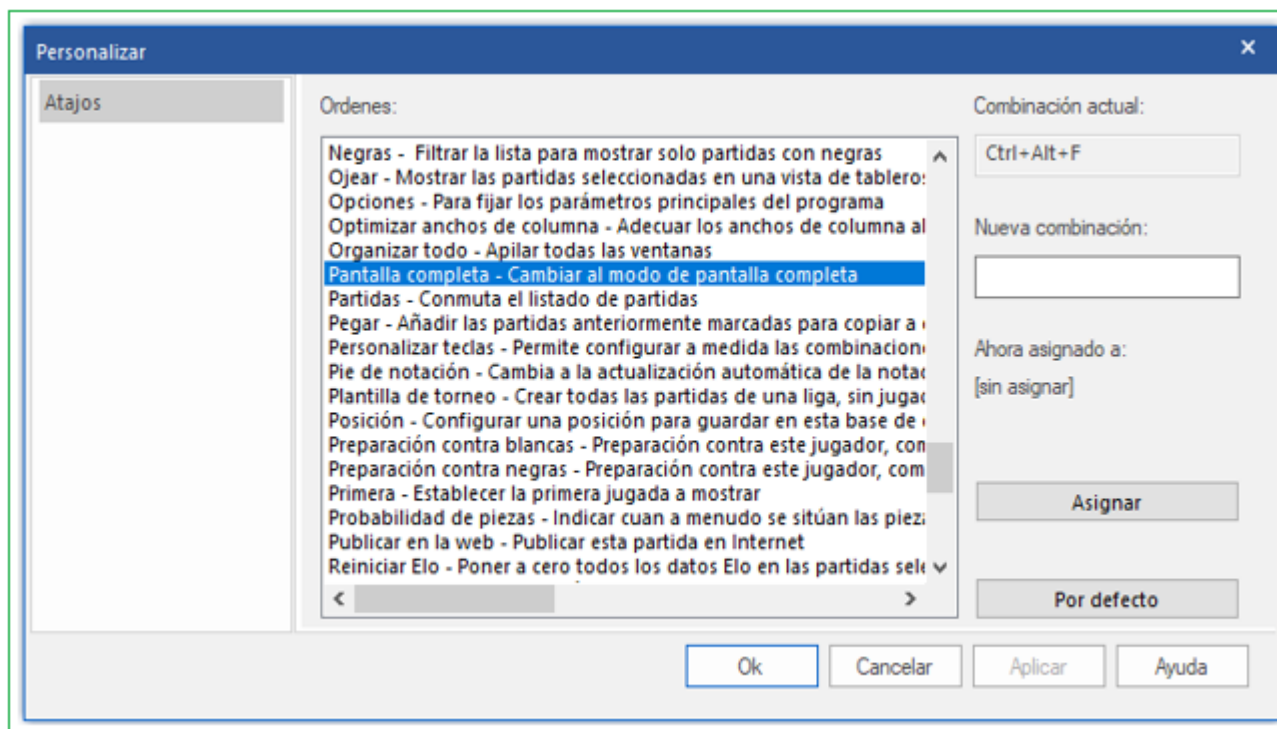 Personalizar
Atajos
Ordenes:
Negras - Filtrar la lista para mostrar solo partidas con negras
Ojear - Mostrar las partidas seleccionadas en una vista de tablero
Opciones - Para fijar los parámetros principales del programa
Optimizar anchos de columna - Adecuar los anchos de columna al
Organizar todo - Apilar todas las ventanas
Pantalla completa - Cambiar al modo de pantalla completa
Partidas - Conmuta el listado de partidas
Pegar - Añadir las partidas anteriormente marcadas para copiar a
Personalizar teclas - Permite configurar a medida las
Pie de notación - Cambia a la actualización automática de la
Plantilla de torneo - Crear todas las partidas de una liga, sin
Posición - Configurar una posición para guardar en esta base de
Preparación contra blancas - Preparación contra este jugador,
Preparación contra negras - Preparación contra este jugador,
Primera - Establecer la primera jugada a mostrar
Probabilidad de piezas - Indicar cuan a menudo se sitúan las
Publicar en la web - Publicar esta partida en Internet
Reiniciar Elo - Poner a cero todos los datos Elo en las partidas
Combinación actual:
Ctrl+Alt+F
Nueva combinación:
Ahora asignado a:
[sin asignar]
Asignar
Por defecto
Ok
Cancelar
Aplicar
Ayuda